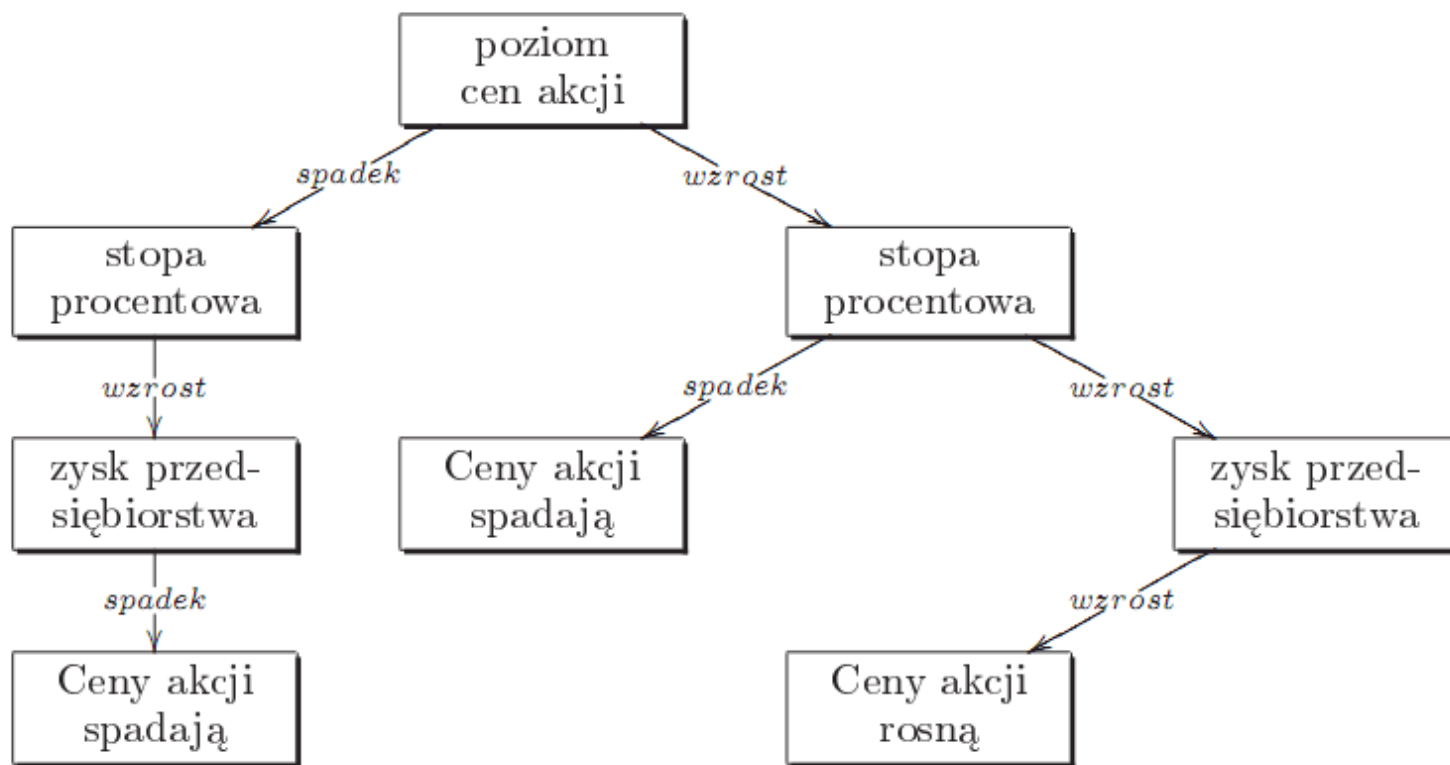 poziom
cen akcji
spadek
wzrost
stopa
procentowa
stopa
procentowa
wzrost
spadek
wzrost
zysk przed-
siębiorstwa
Ceny akcji
spadają
zysk przed-
siębiorstwa
spadek
wzrost
Ceny akcji
spadają
Ceny akcji
rosną